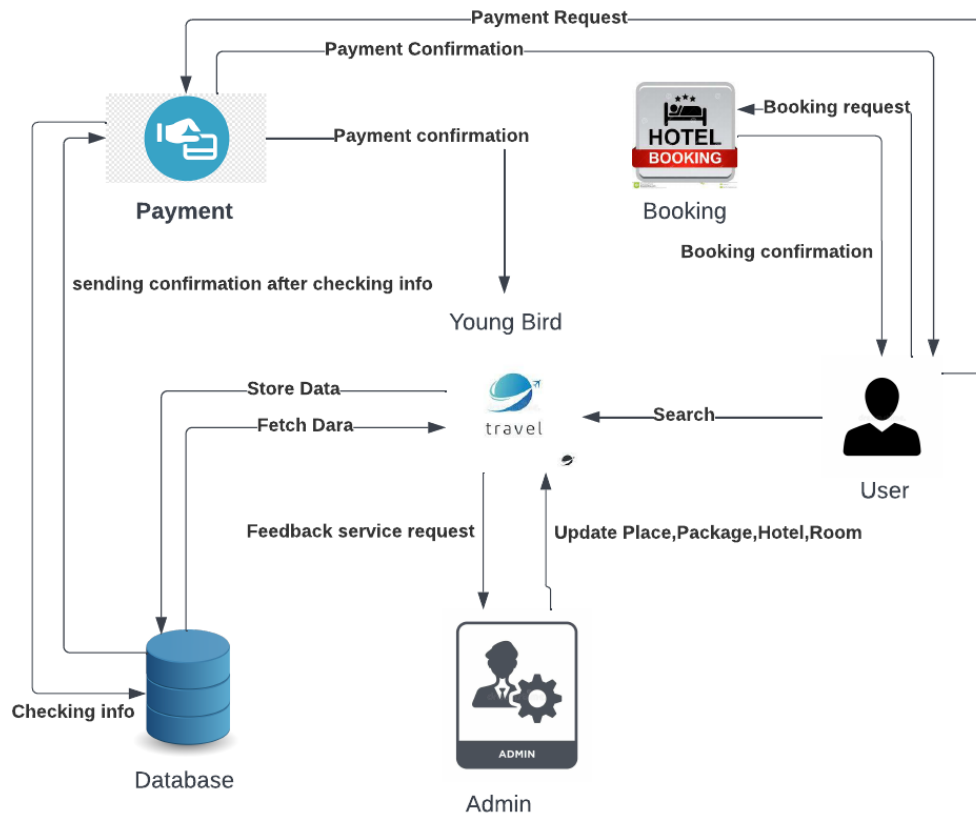 Payment Request
Payment Confirmation
Booking request
Payment confirmation
HOTEL
BOOKING
Payment
Booking
Booking confirmation
sending confirmation after checking info
Young Bird
Store Data
Fetch Dara
travel
Search
User
Feedback service request
Update Place,Package,Hotel,Room
Checking info
ADMIN
Database
Admin